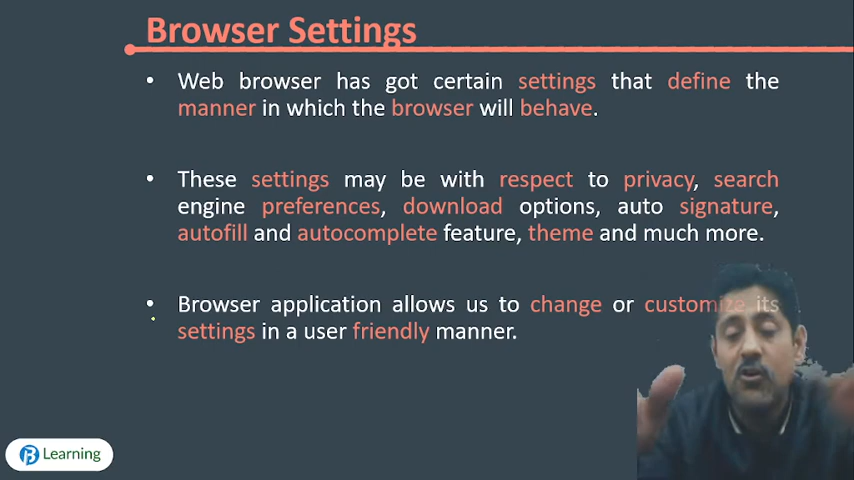 Browser Settings
• Web browser has got certain settings that define the
manner in which the browser will behave.
• These settings may be with respect to privacy, search
engine preferences, download options, auto signature,
autofill and autocomplete feature, theme and much more.
• Browser application allows us to change or customize its
settings in a user friendly manner.
Learning